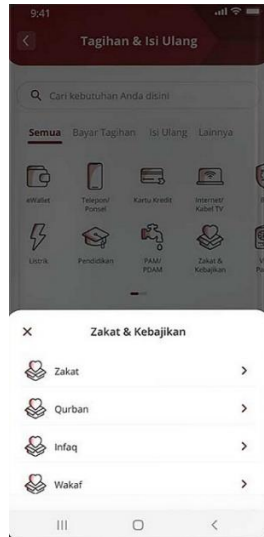 9:41
Tagihan & Isi Ulang
Cari kebutuhan Anda disini
Semua Bayar Tagihan Isi Ulang Lainnya
eWallet Telepon/ Kartu Kredit Internet/
Ponsel Kabel TV
Listrik Pendidikan PAM/ Zakat &
PDAM Kebajikan
Zakat & Kebajikan
Zakat
Qurban
Infaq
Wakaf